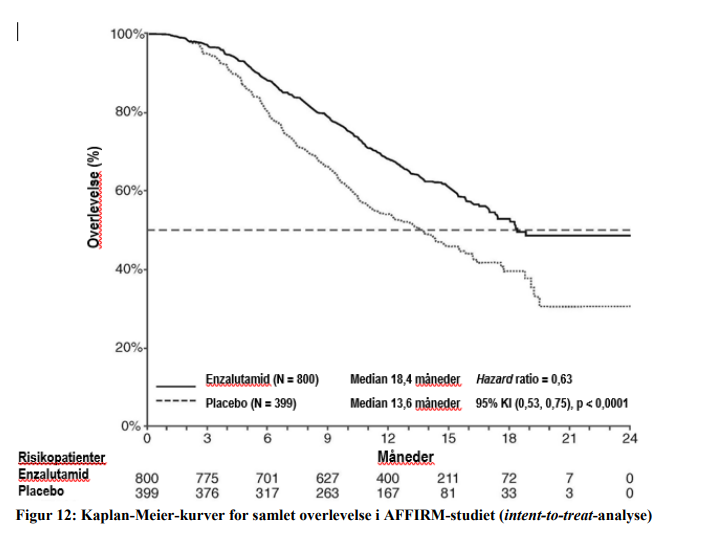 100%
80%
60%
40%
20%
0%
Overlevelse (%)
Enzalutamid (N = 800) Median 18,4 måneder Hazard ratio = 0,63
Placebo (N = 399) Median 13,6 måneder 95% KI (0,53, 0,75), p < 0,0001
0 3 6 9 12 15 18 21 24
Risikopatienter Måneder
Enzalutamid 800 775 701 627 400 211 72 7 0
Placebo 399 376 317 263 167 81 33 3 0
Figur 12: Kaplan-Meier-kurver for samlet overlevelse i AFFIRM-studiet (intent-to-treat-analyse)